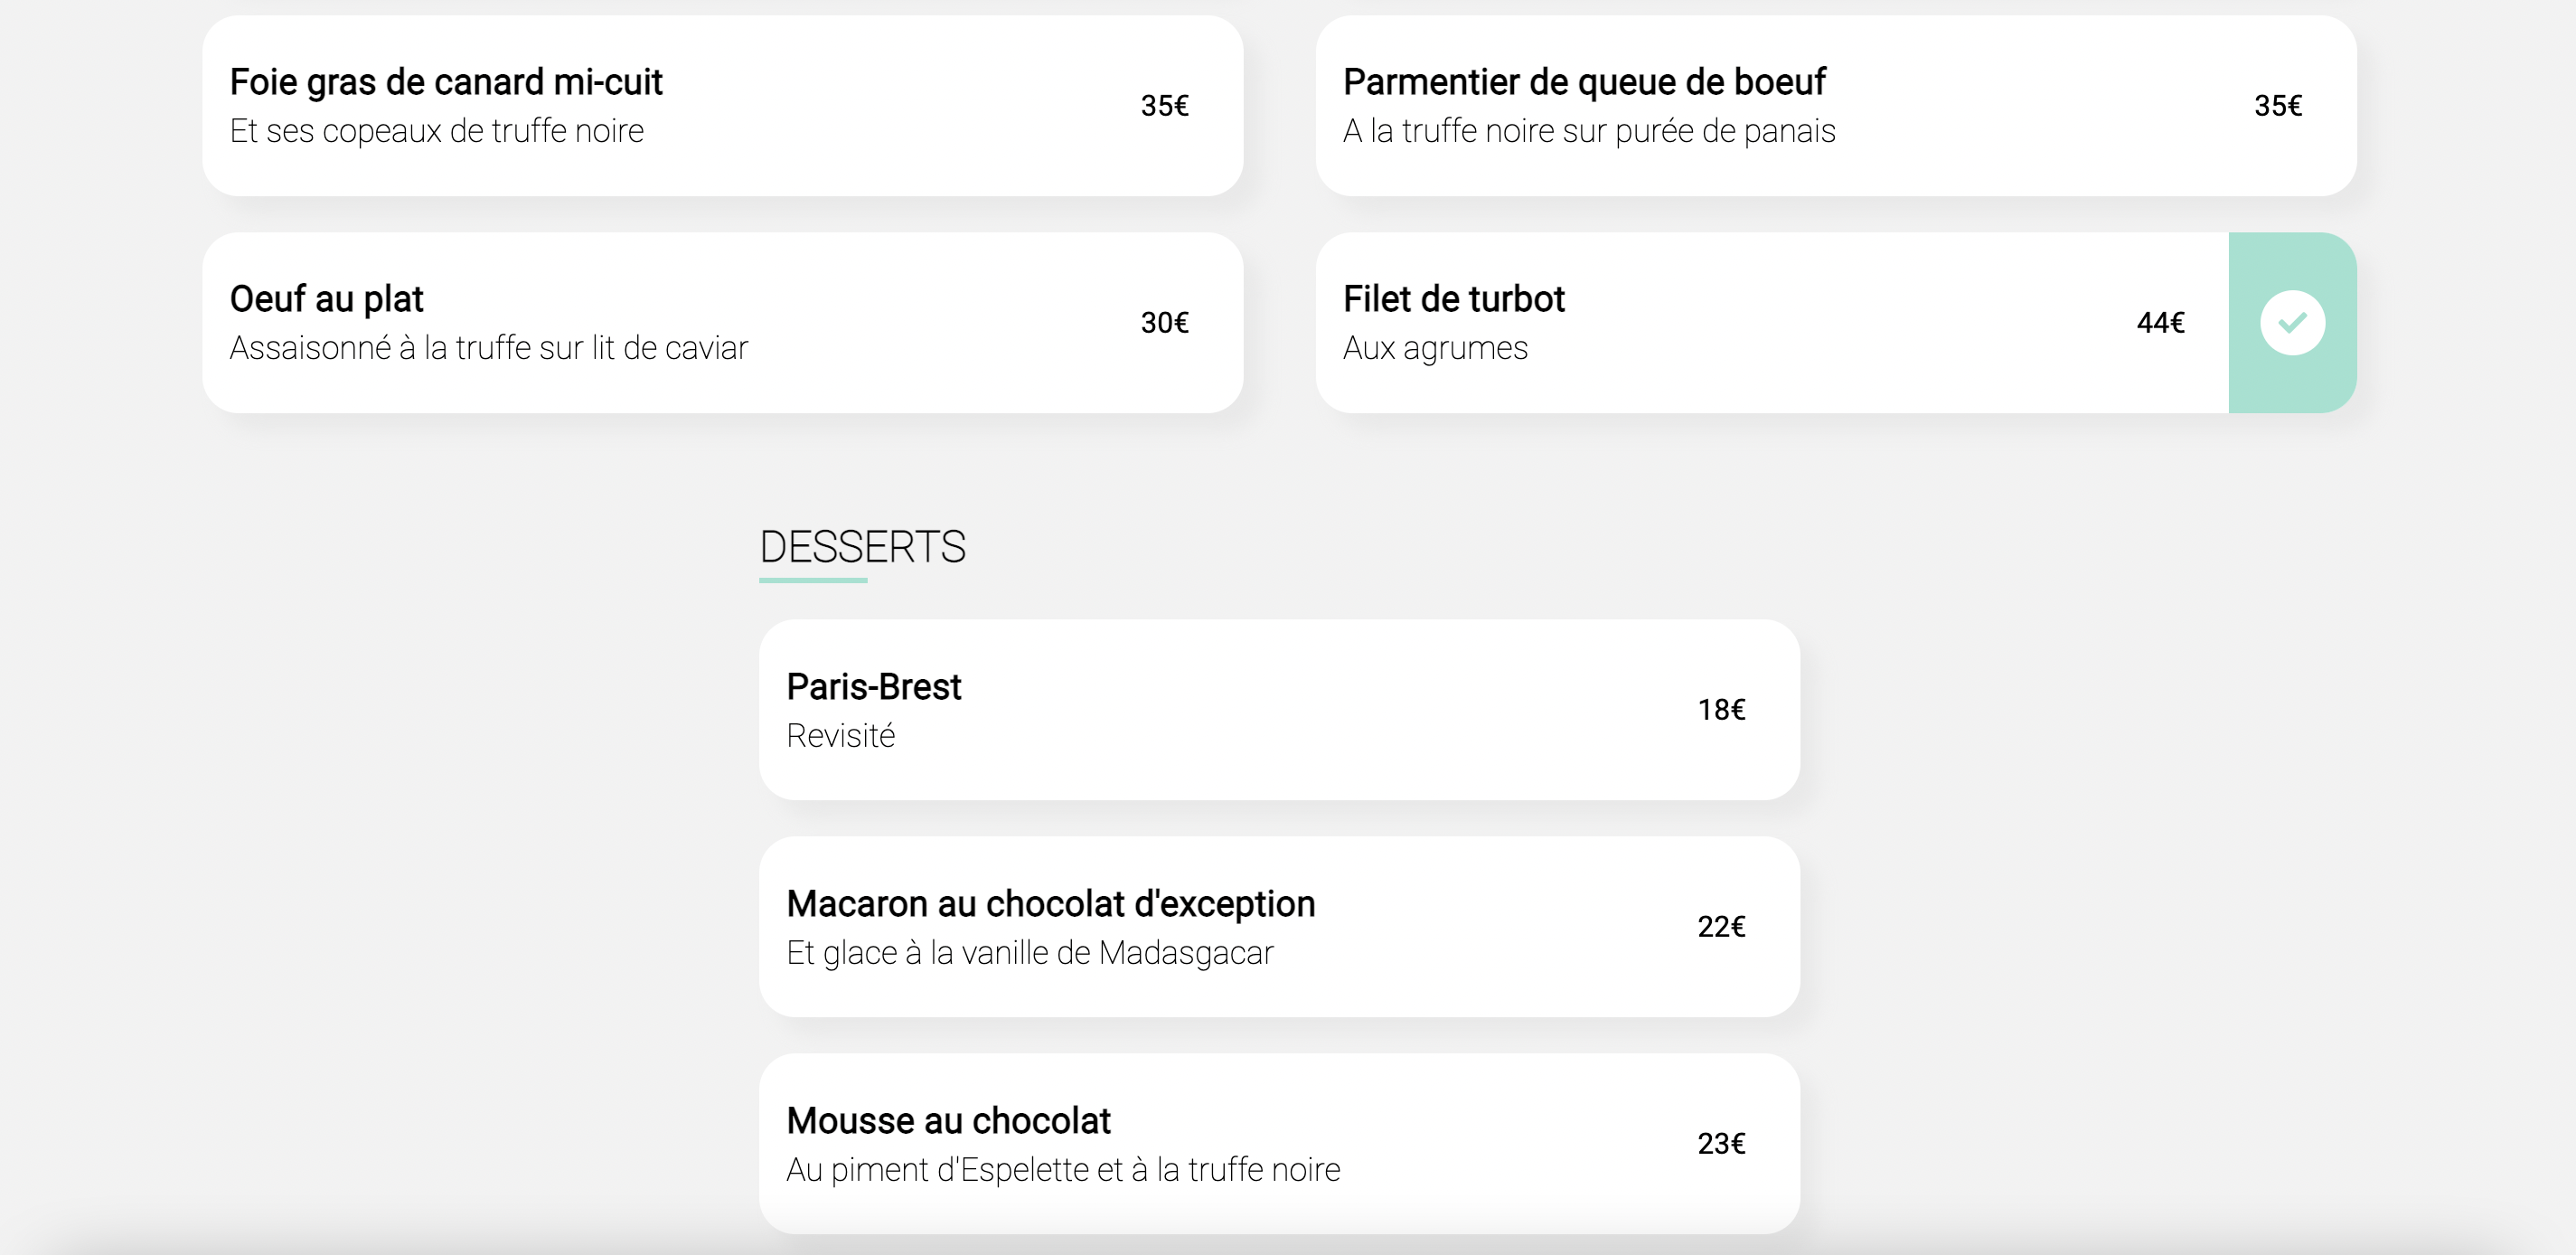 Foie gras de canard mi-cuit
Et ses copeaux de truffe noire
35€
Parmentier de queue de boeuf
A la truffe noire sur purée de panais
35€
Oeuf au plat
Assaisonné à la truffe sur lit de caviar
30€
Filet de turbot
Aux agrumes
44€
DESSERTS
Paris-Brest
Revisité
18€
Macaron au chocolat d'exception
Et glace à la vanille de Madasgacar
22€
Mousse au chocolat
Au piment d'Espelette et à la truffe noire
23€